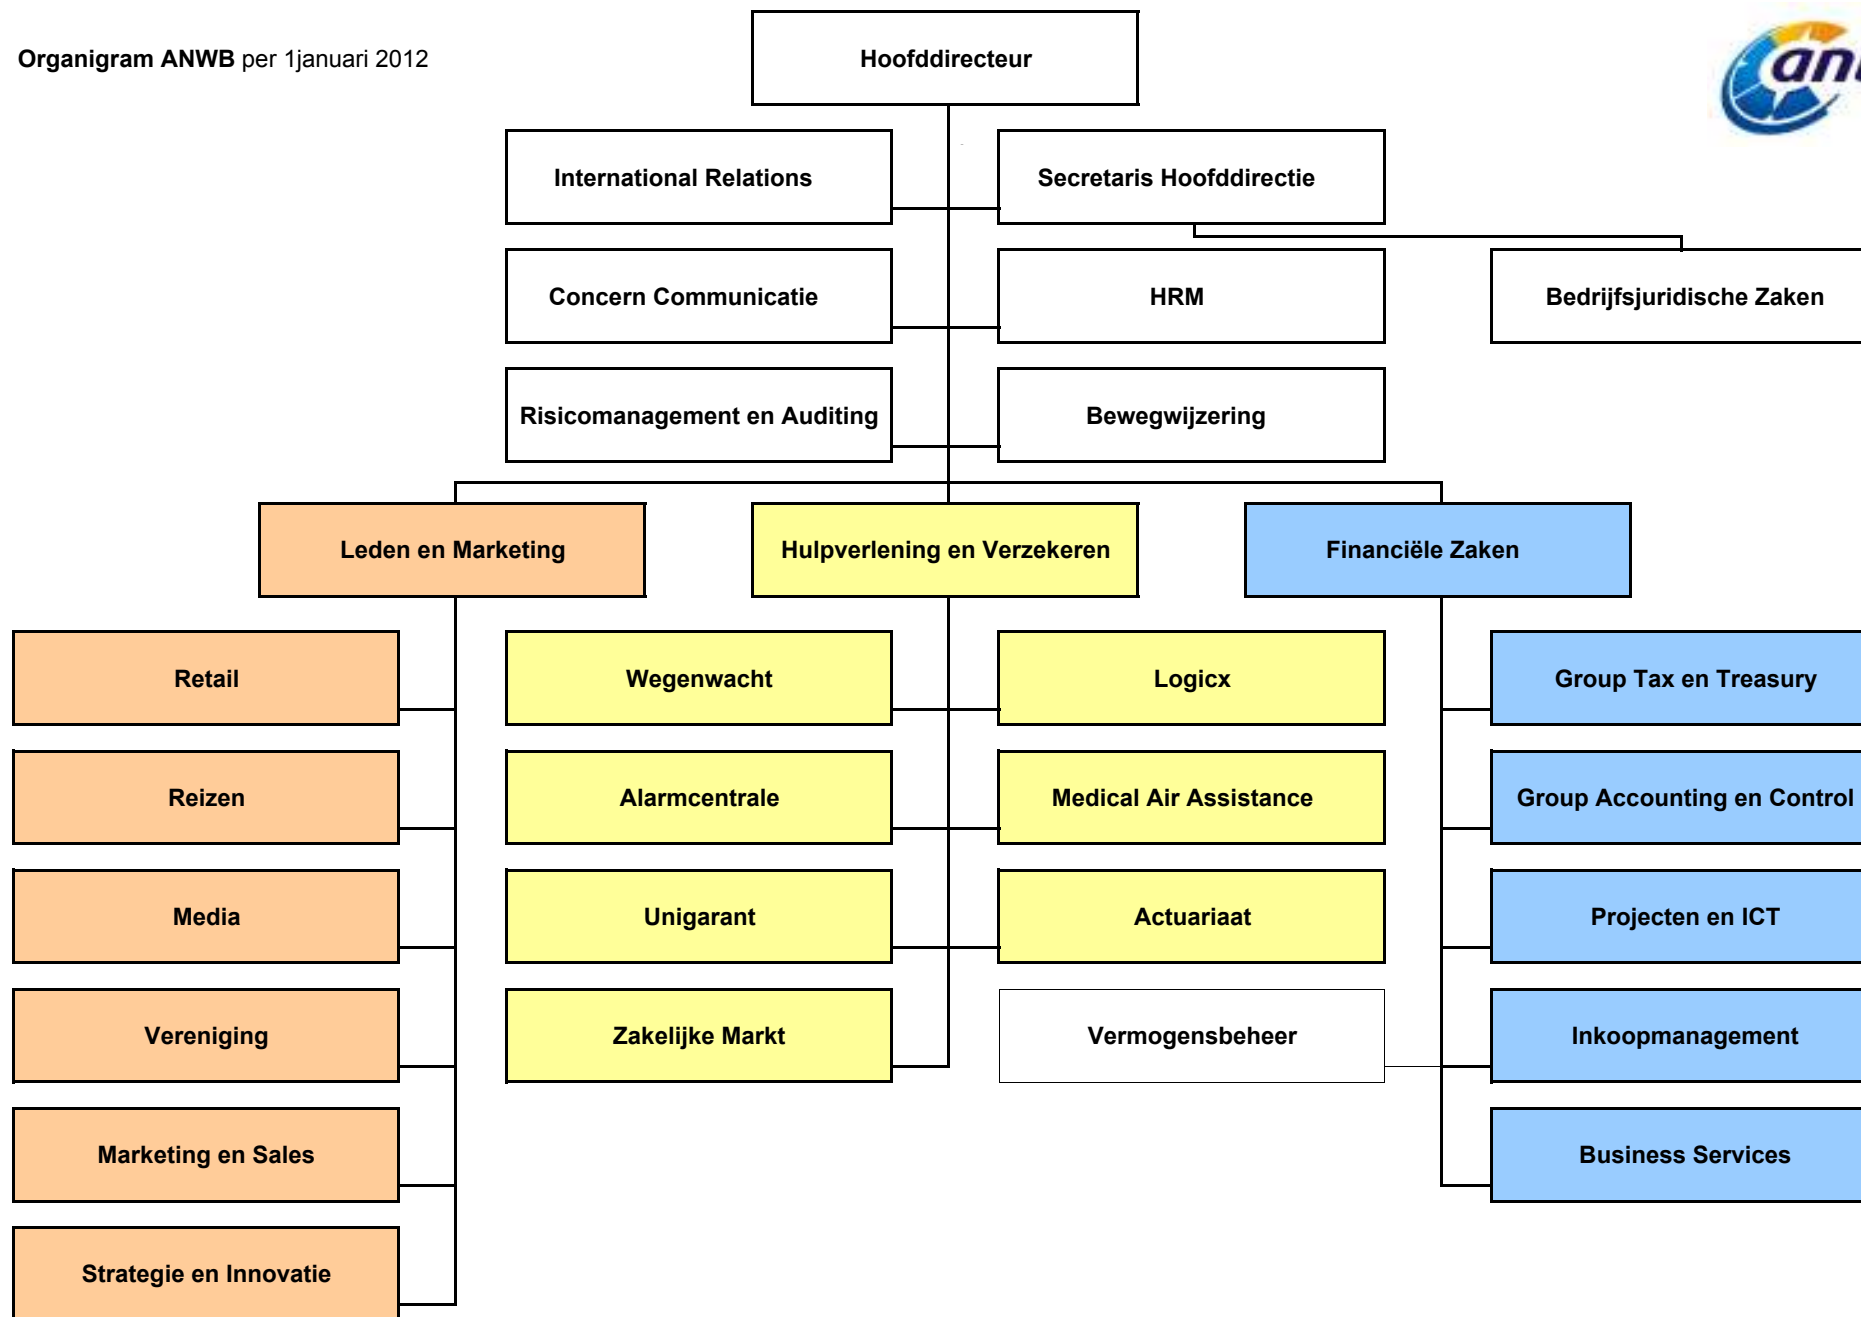 Organigram ANWB per 1januari 2012
Hoofddirecteur
International Relations
Secretaris Hoofddirectie
Concern Communicatie
HRM
Bedrijfsjuridische Zaken
Risicomanagement en Auditing
Bewegwijzering
Leden en Marketing
Hulpverlening en Verzekeren
Financiële Zaken
Retail
Wegenwacht
Logicx
Group Tax en Treasury
Reizen
Alarmcentrale
Medical Air Assistance
Group Accounting en Control
Media
Unigarant
Actuariaat
Projecten en ICT
Vereniging
Zakelijke Markt
Vermogensbeheer
Inkoopmanagement
Marketing en Sales
Business Services
Strategie en Innovatie